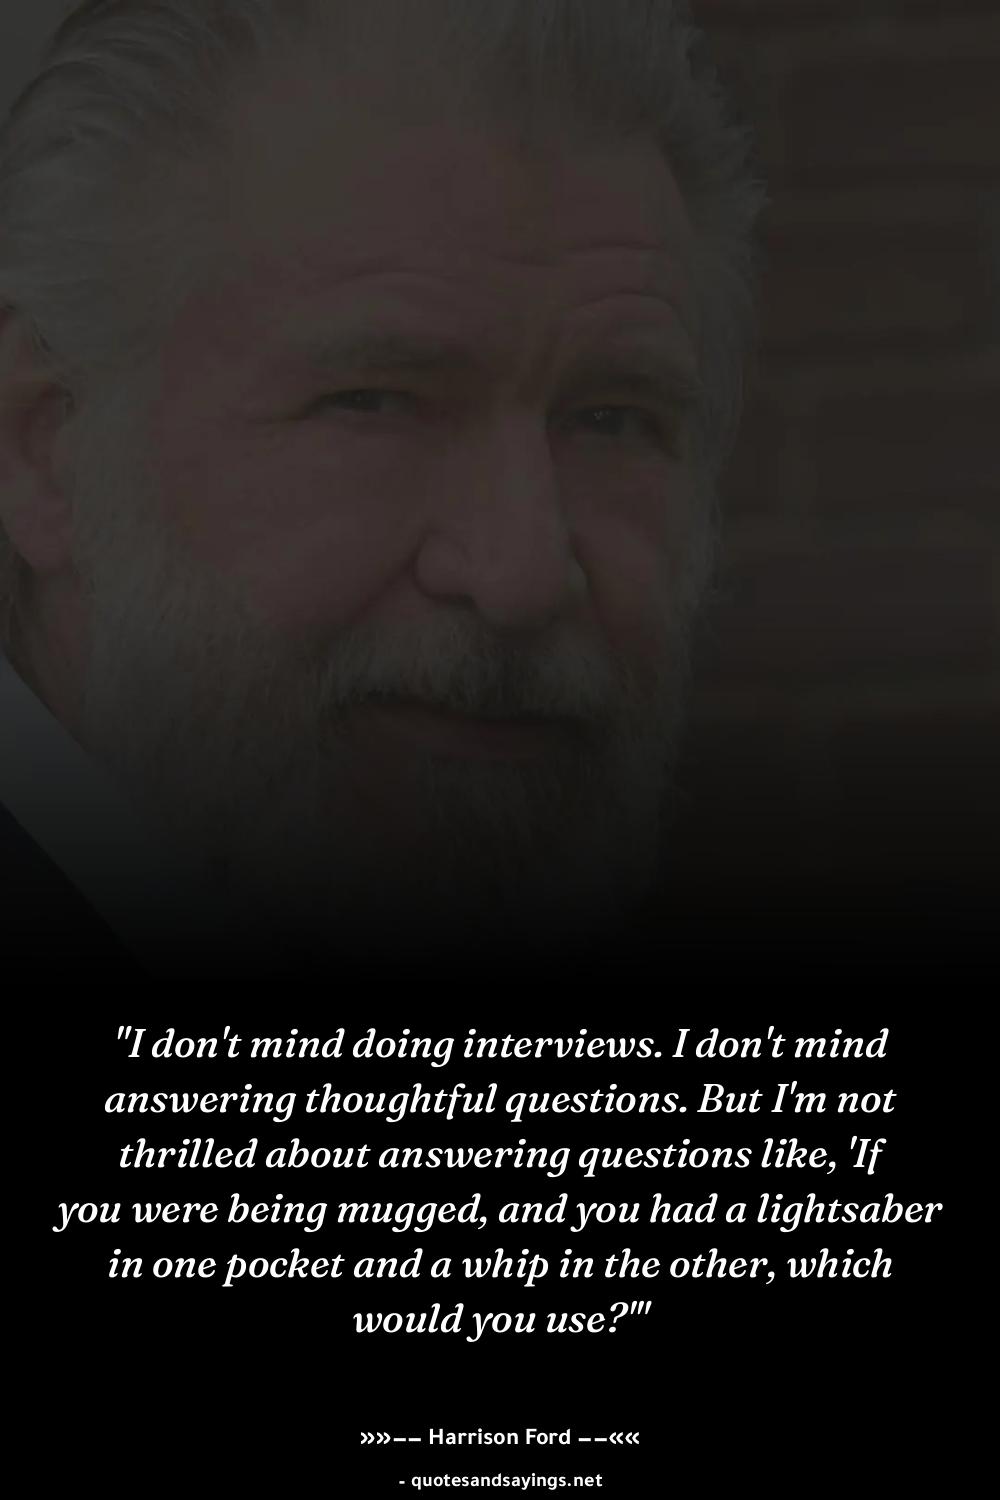 "I don't mind doing interviews. I don't mind
answering thoughtful questions. But I'm not
thrilled about answering questions like, 'If
you were being mugged, and you had a lightsaber
in one pocket and a whip in the other, which
would you use?'"
»»−− Harrison Ford −−««
- quotesandsayings.net